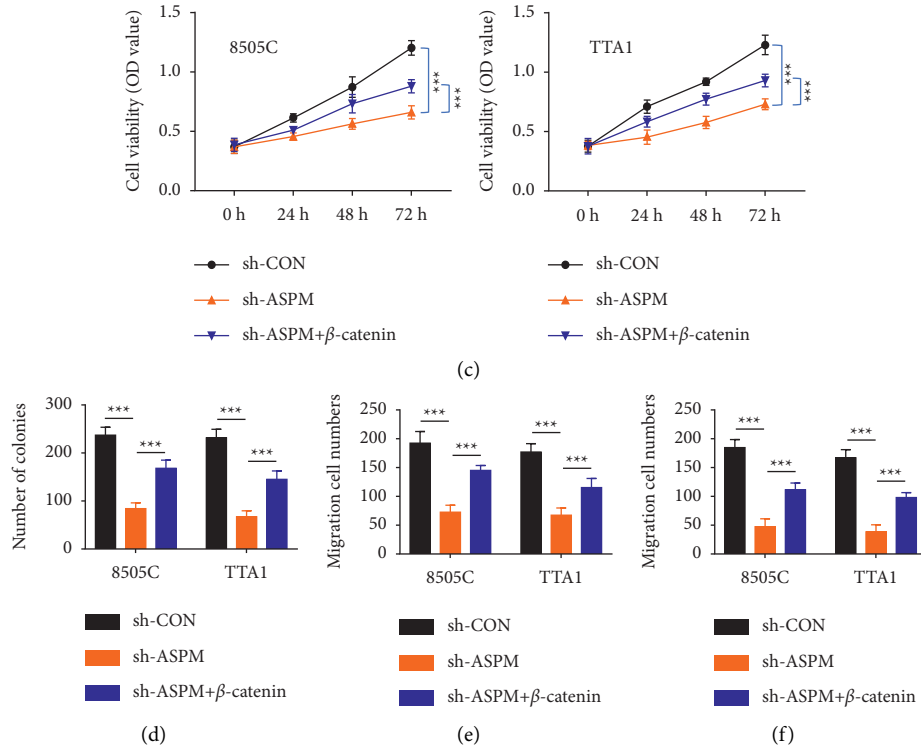 Cell viability (OD value)
1.5
1.0
0.5
0.0
8505C
***
***
0 h 24 h 48 h 72 h
sh-CON
sh-ASPM
sh-ASPM+β-catenin
Cell viability (OD value)
1.5
1.0
0.5
0.0
TTA1
***
***
0 h 24 h 48 h 72 h
sh-CON
sh-ASPM
sh-ASPM+β-catenin
(c)
Number of colonies
300
200
100
0
*** ***
*** ***
8505C TTA1
sh-CON
sh-ASPM
sh-ASPM+β-catenin
(d)
Migration cell numbers
250
200
150
100
50
0
*** ***
*** ***
8505C TTA1
sh-CON
sh-ASPM
sh-ASPM+β-catenin
(e)
Migration cell numbers
250
200
150
100
50
0
*** ***
*** ***
8505C TTA1
sh-CON
sh-ASPM
sh-ASPM+β-catenin
(f)